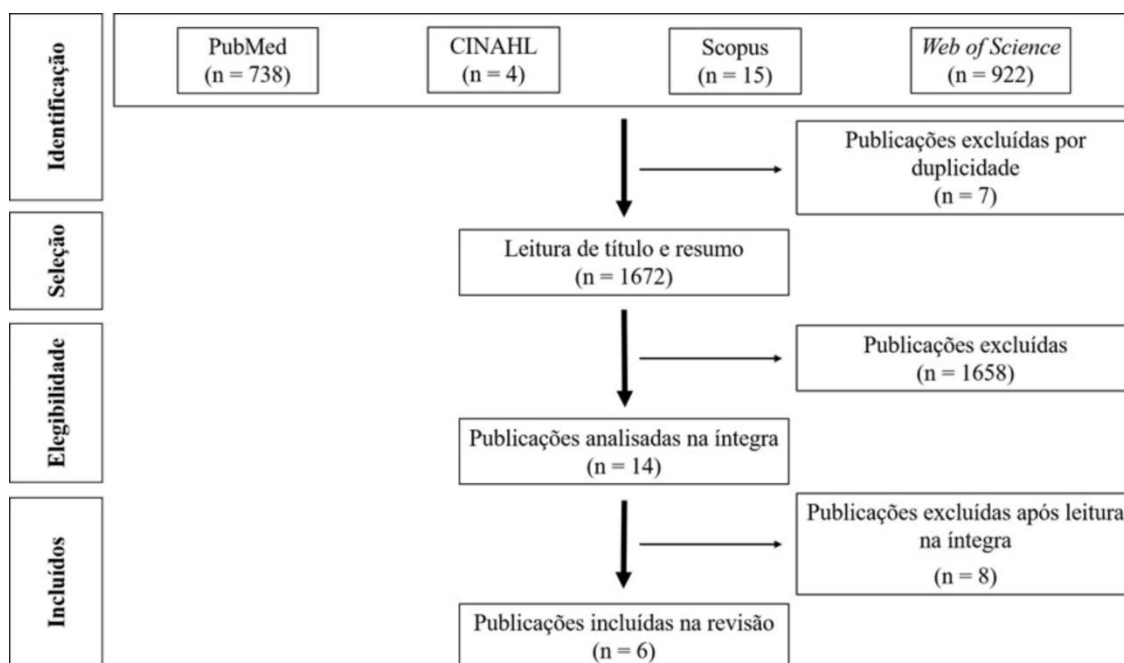 Identificação
PubMed
(n = 738)
CINAHL
(n = 4)
Scopus
(n = 15)
Web of Science
(n = 922)
Publicações excluídas por
duplicidade
(n = 7)
Seleção
Leitura de título e resumo
(n = 1672)
Elegibilidade
Publicações excluídas
(n = 1658)
Publicações analisadas na íntegra
(n = 14)
Incluídos
Publicações excluídas após leitura
na íntegra
(n = 8)
Publicações incluídas na revisão
(n = 6)